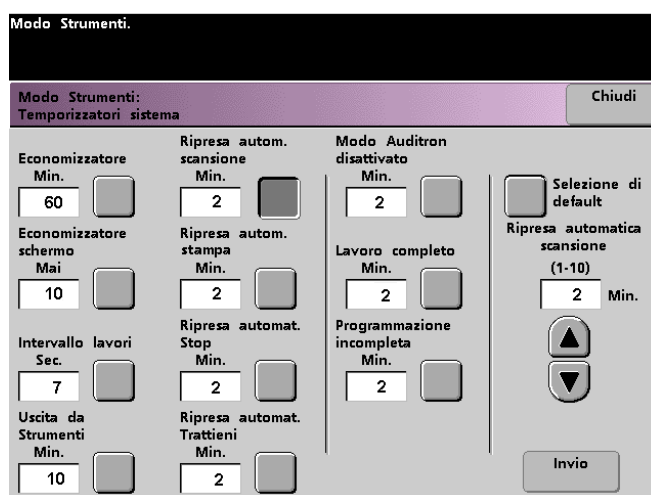 Modo Strumenti.
Modo Strumenti:
Temporizzatori sistema
Chiudi
Economizzatore
Min.
60
Economizzatore
schermo
Mai
10
Intervallo lavori
Sec.
7
Uscita da
Strumenti
Min.
10
Ripresa autom.
scansione
Min.
2
Ripresa autom.
stampa
Min.
2
Ripresa automat.
Stop
Min.
2
Ripresa automat.
Trattieni
Min.
2
Modo Auditron
disattivato
Min.
2
Lavoro completo
Min.
2
Programmazione
incompleta
Min.
2
Selezione di
default
Ripresa automatica
scansione
(1-10)
2 Min.
Invio